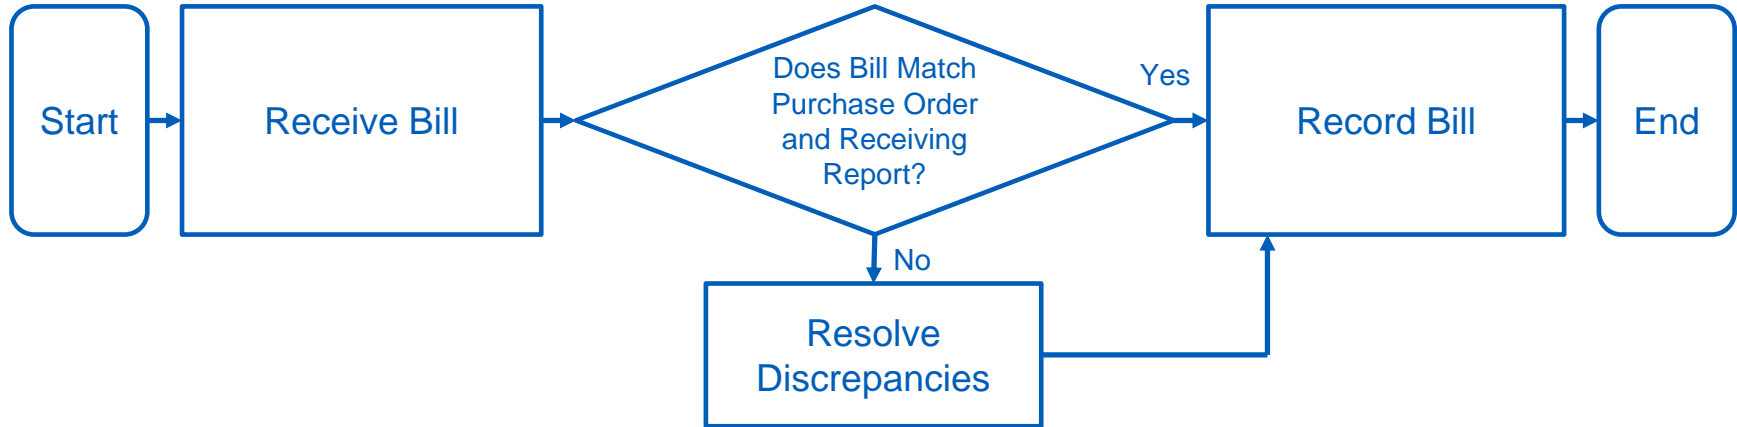 Start
Receive Bill
Does Bill Match
Purchase Order
and Receiving
Report?
Yes
Record Bill
End
No
Resolve
Discrepancies